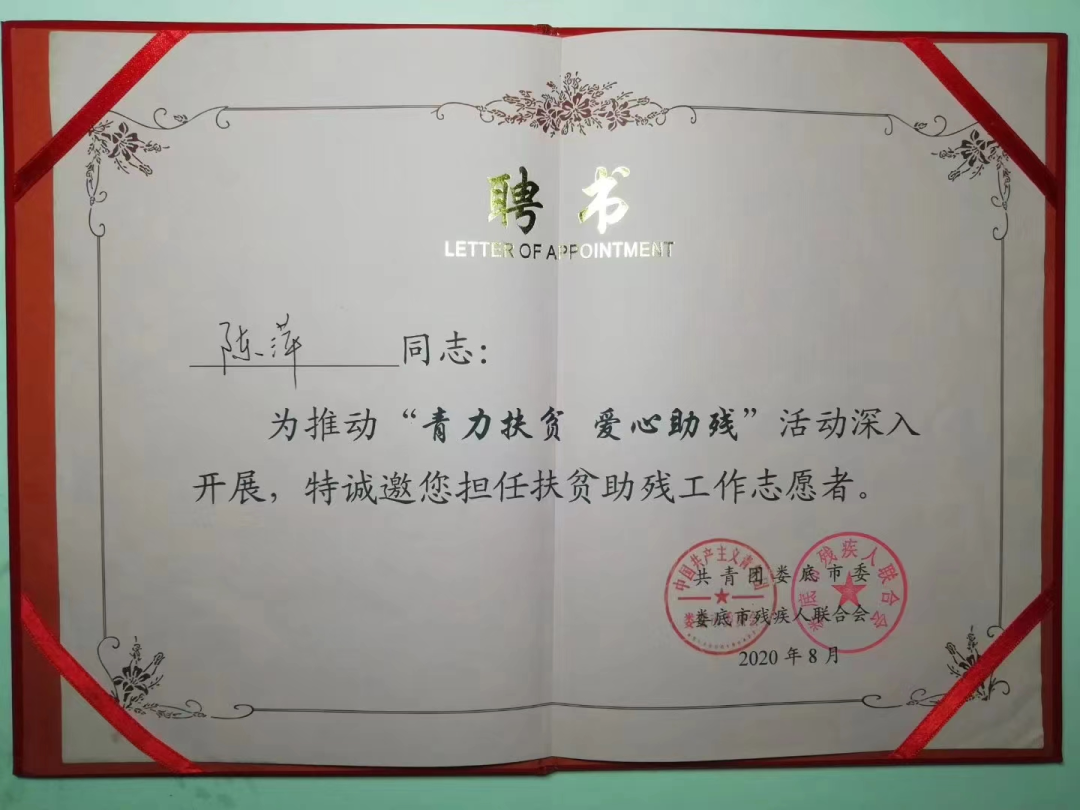 聘书
LETTER OF APPOINTMENT
陈萍 同志：
为推动“青力扶贫 爱心助残”活动深入
开展，特诚邀您担任扶贫助残工作志愿者。
共青团娄底市委
娄底市残疾人联合会
2020年8月